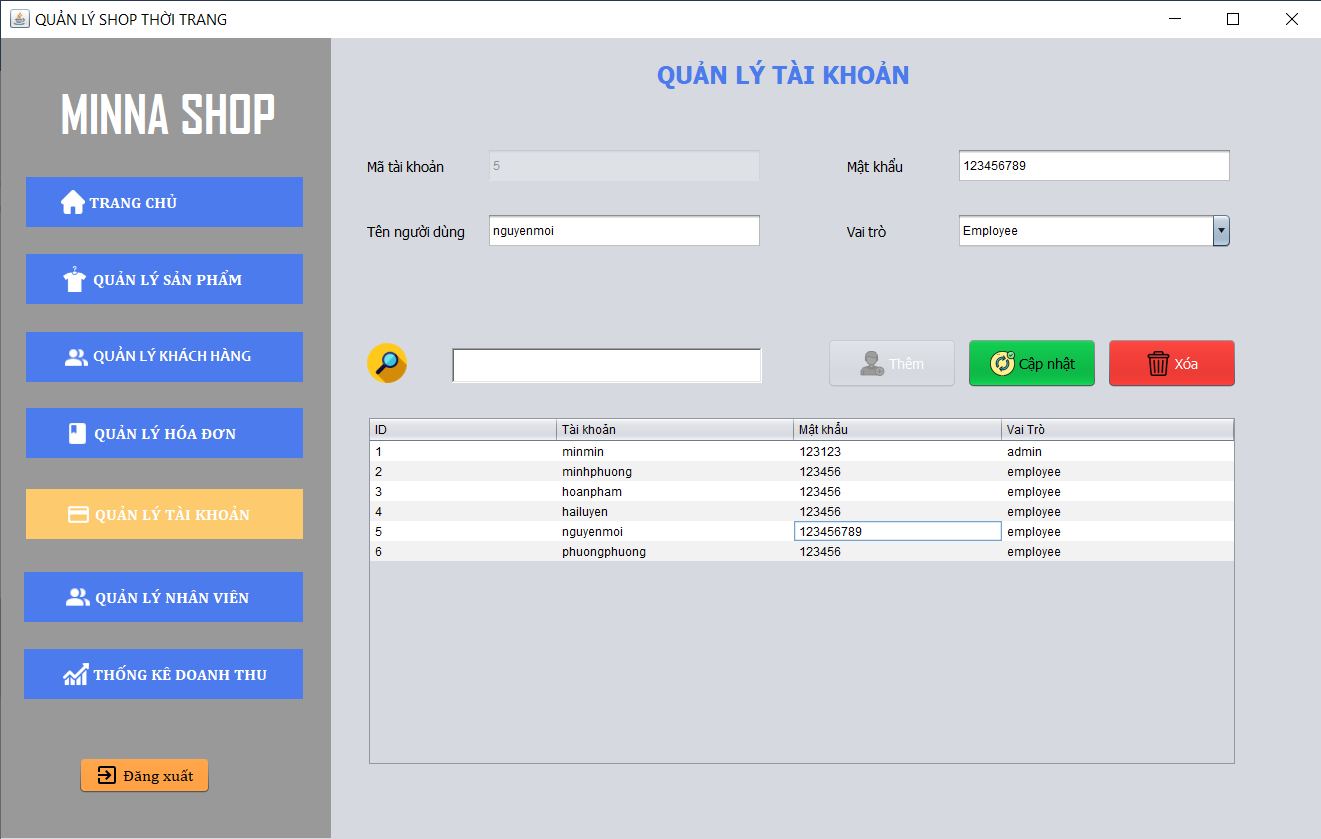 QUẢN LÝ SHOP THỜI TRANG
MINNA SHOP
TRANG CHỦ
QUẢN LÝ SẢN PHẨM
QUẢN LÝ KHÁCH HÀNG
QUẢN LÝ HÓA ĐƠN
QUẢN LÝ TÀI KHOẢN
QUẢN LÝ NHÂN VIÊN
THỐNG KÊ DOANH THU
Đăng xuất
QUẢN LÝ TÀI KHOẢN
Mã tài khoản 5 Mật khẩu 123456789
Tên người dùng nguyenmoi Vai trò Employee
Thêm Cập nhật Xóa
ID Tài khoản Mật khẩu Vai Trò
1 minmin 123123 admin
2 minhphuong 123456 employee
3 hoanpham 123456 employee
4 hailuyen 123456 employee
5 nguyenmoi 123456789 employee
6 phuongphuong 123456 employee